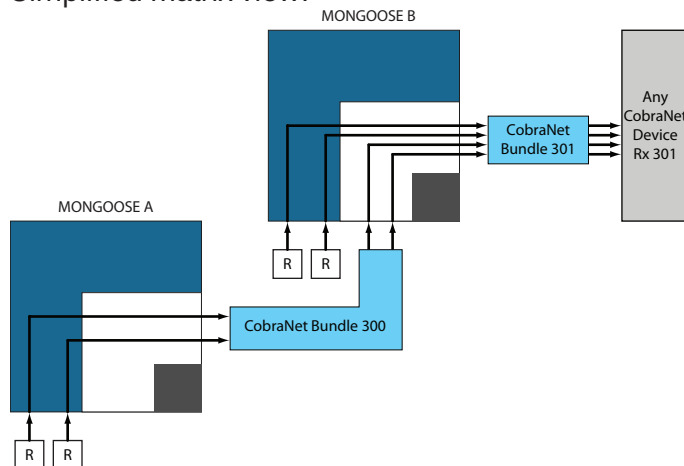 MONGOOSE B
Any
CobraNet
Device
Rx 301
CobraNet
Bundle 301
MONGOOSE A
R
R
CobraNet Bundle 300
R
R